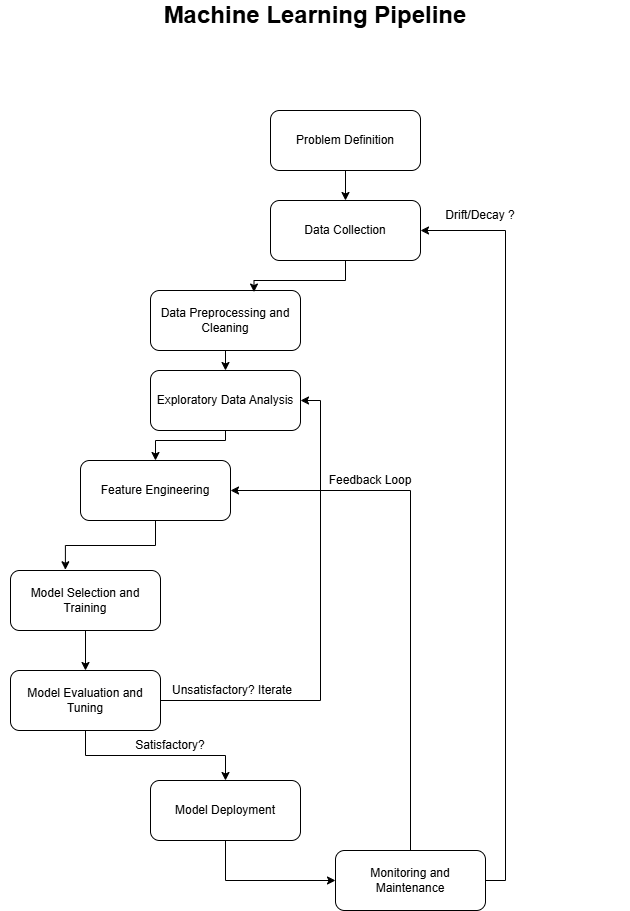 Machine Learning Pipeline
Problem Definition
Drift/Decay ?
Data Collection
Data Preprocessing and
Cleaning
Exploratory Data Analysis
Feedback Loop
Feature Engineering
Model Selection and
Training
Model Evaluation and
Tuning
Unsatisfactory? Iterate
Satisfactory?
Model Deployment
Monitoring and
Maintenance